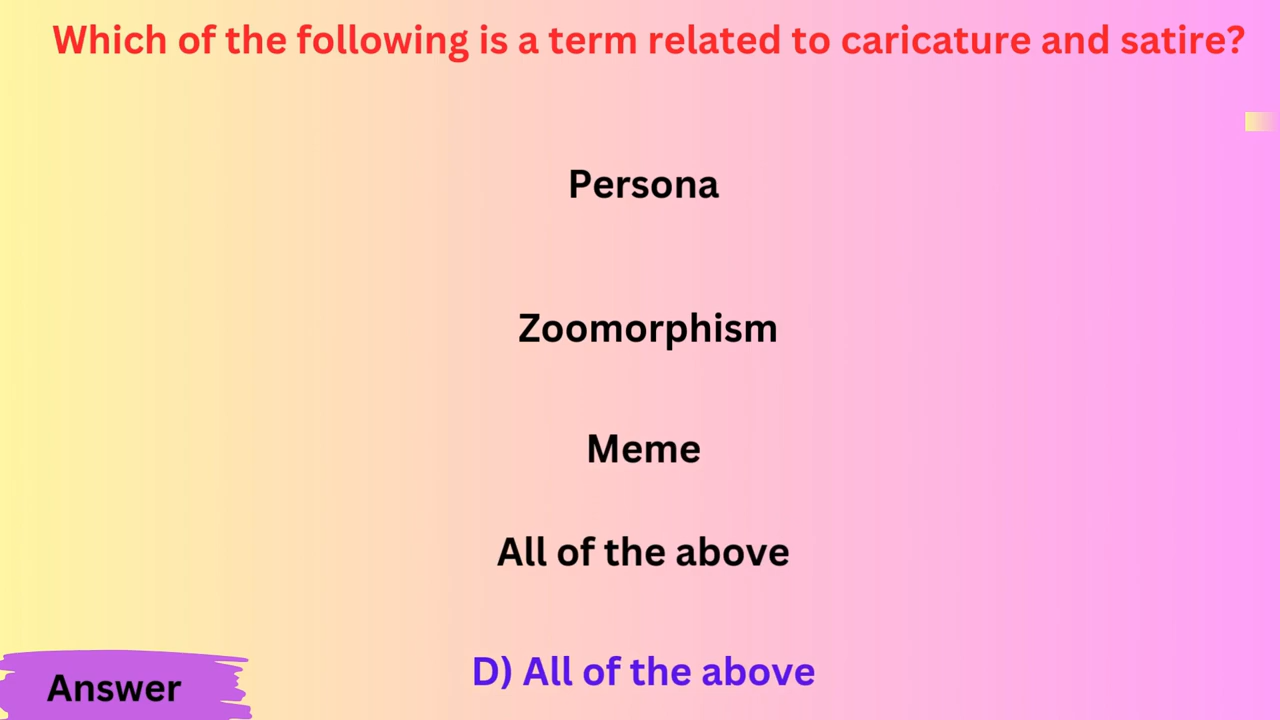 Which of the following is a term related to caricature and satire?
Persona
Zoomorphism
Meme
All of the above
D) All of the above
Answer